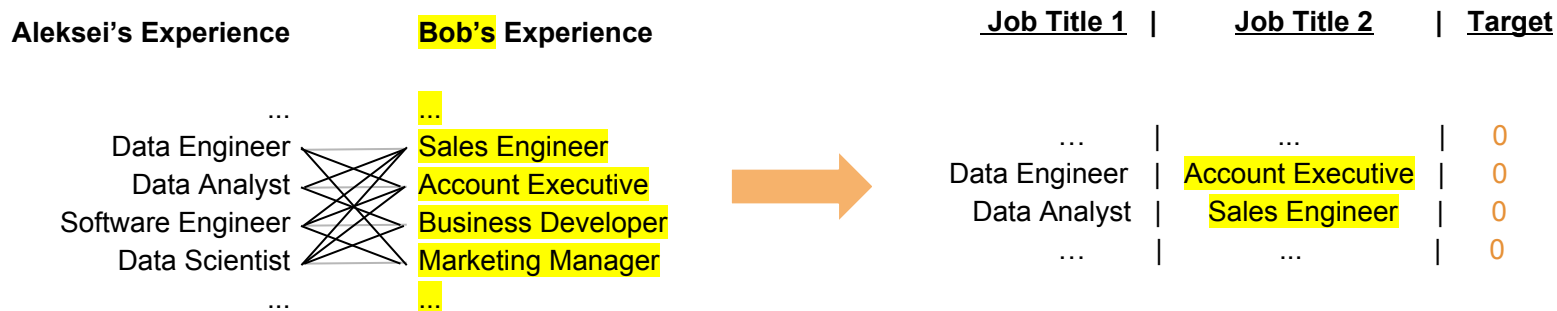 Aleksei's Experience
Bob's Experience
...
...
Data Engineer
Sales Engineer
Data Analyst
Account Executive
Software Engineer
Business Developer
Data Scientist
Marketing Manager
...
...
Job Title 1 | Job Title 2 | Target
… | ... | 0
Data Engineer | Account Executive | 0
Data Analyst | Sales Engineer | 0
… | ... | 0